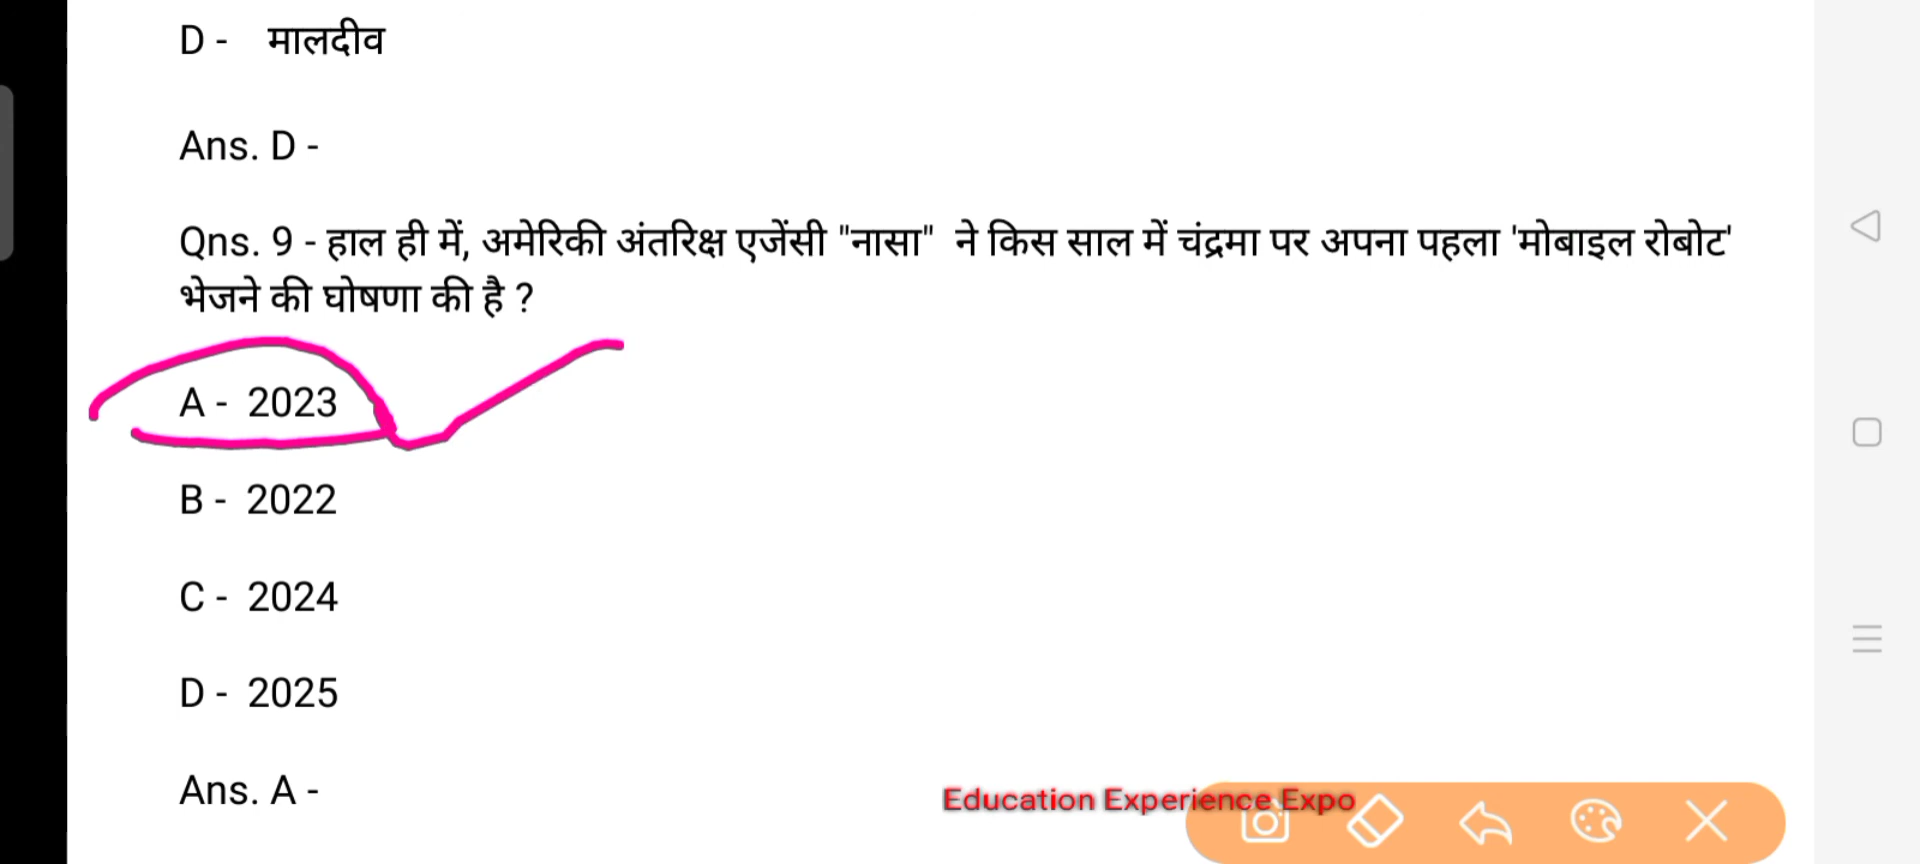 D - मालदीव
Ans. D -
Qns. 9 - हाल ही में, अमेरिकी अंतरिक्ष एजेंसी "नासा" ने किस साल में चंद्रमा पर अपना पहला 'मोबाइल रोबोट'
भेजने की घोषणा की है ?
A - 2023
B - 2022
C - 2024
D - 2025
Ans. A -
Education Experience Expo